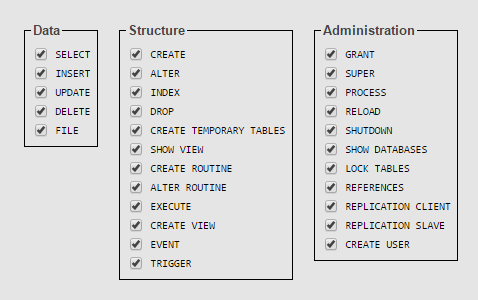 Data
SELECT
INSERT
UPDATE
DELETE
FILE
Structure
CREATE
ALTER
INDEX
DROP
CREATE TEMPORARY TABLES
SHOW VIEW
CREATE ROUTINE
ALTER ROUTINE
EXECUTE
CREATE VIEW
EVENT
TRIGGER
Administration
GRANT
SUPER
PROCESS
RELOAD
SHUTDOWN
SHOW DATABASES
LOCK TABLES
REFERENCES
REPLICATION CLIENT
REPLICATION SLAVE
CREATE USER